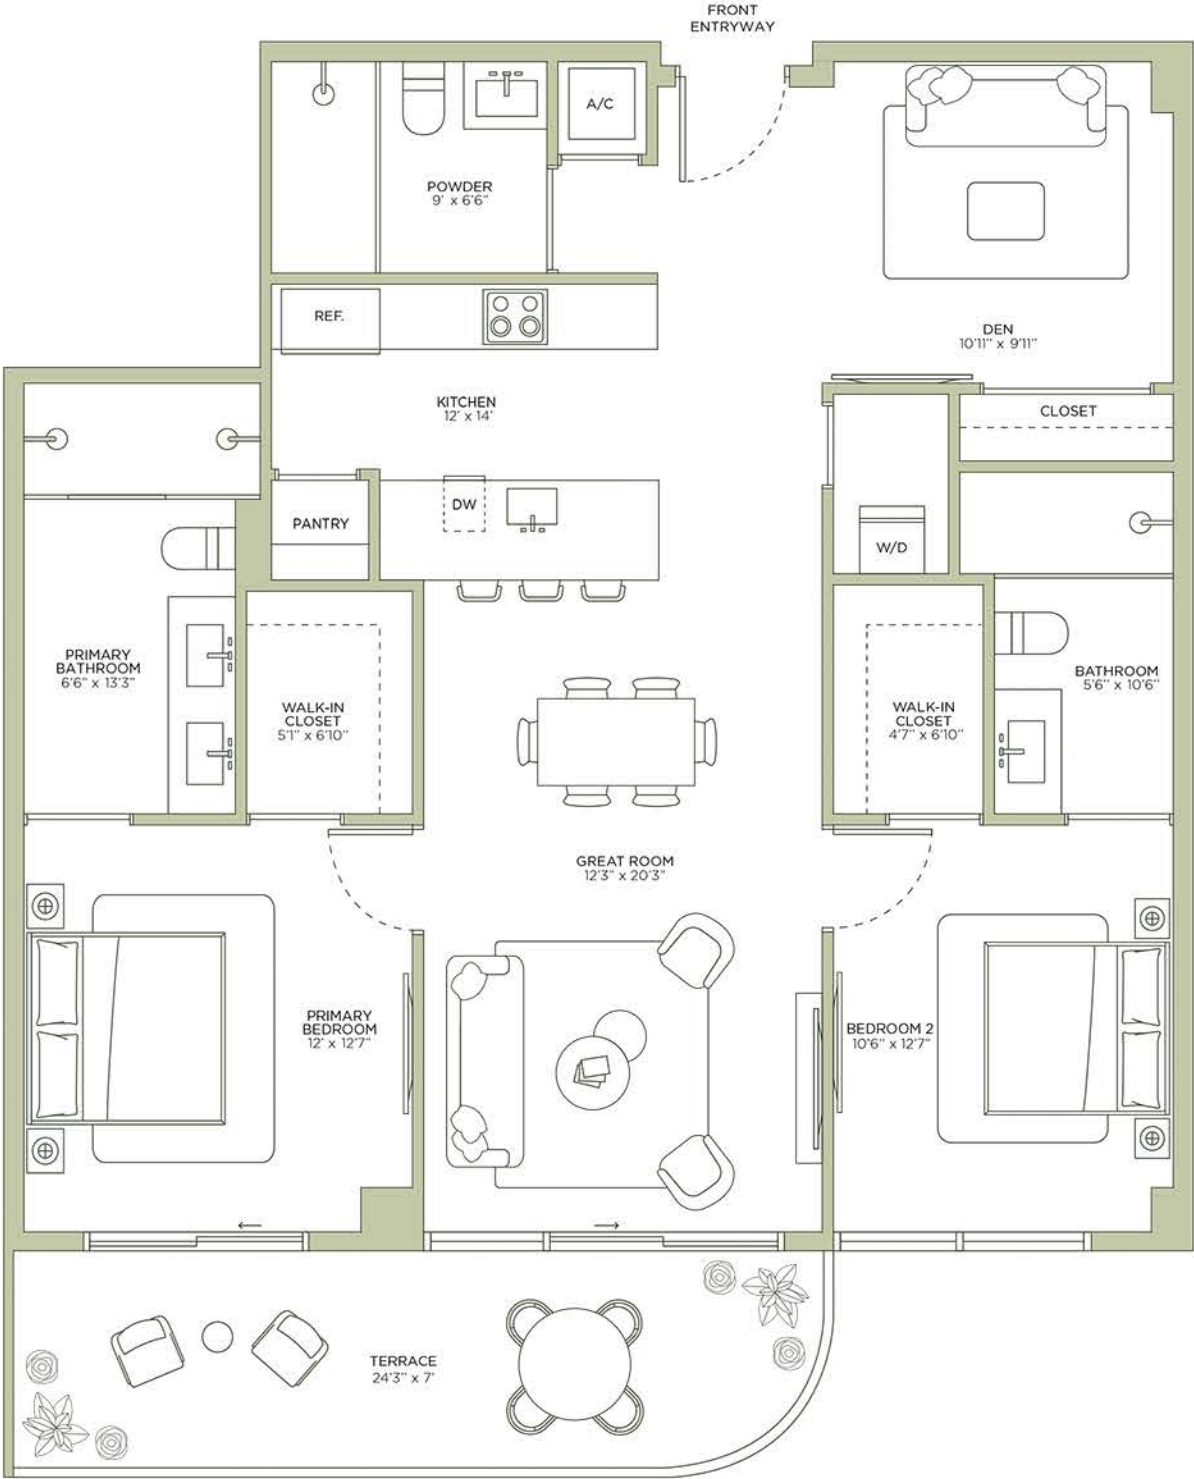 FRONT
ENTRYWAY
A/C
POWDER
9' x 6'6"
REF.
DEN
10'11" x 9'11"
KITCHEN
12' x 14'
CLOSET
DW
PANTRY
W/D
PRIMARY
BATHROOM
6'6" x 13'3"
WALK-IN
CLOSET
5'1" x 6'10"
WALK-IN
CLOSET
4'7" x 6'10"
BATHROOM
5'6" x 10'6"
GREAT ROOM
12'3" x 20'3"
PRIMARY
BEDROOM
12' x 12'7"
BEDROOM 2
10'6" x 12'7"
TERRACE
24'3" x 7'